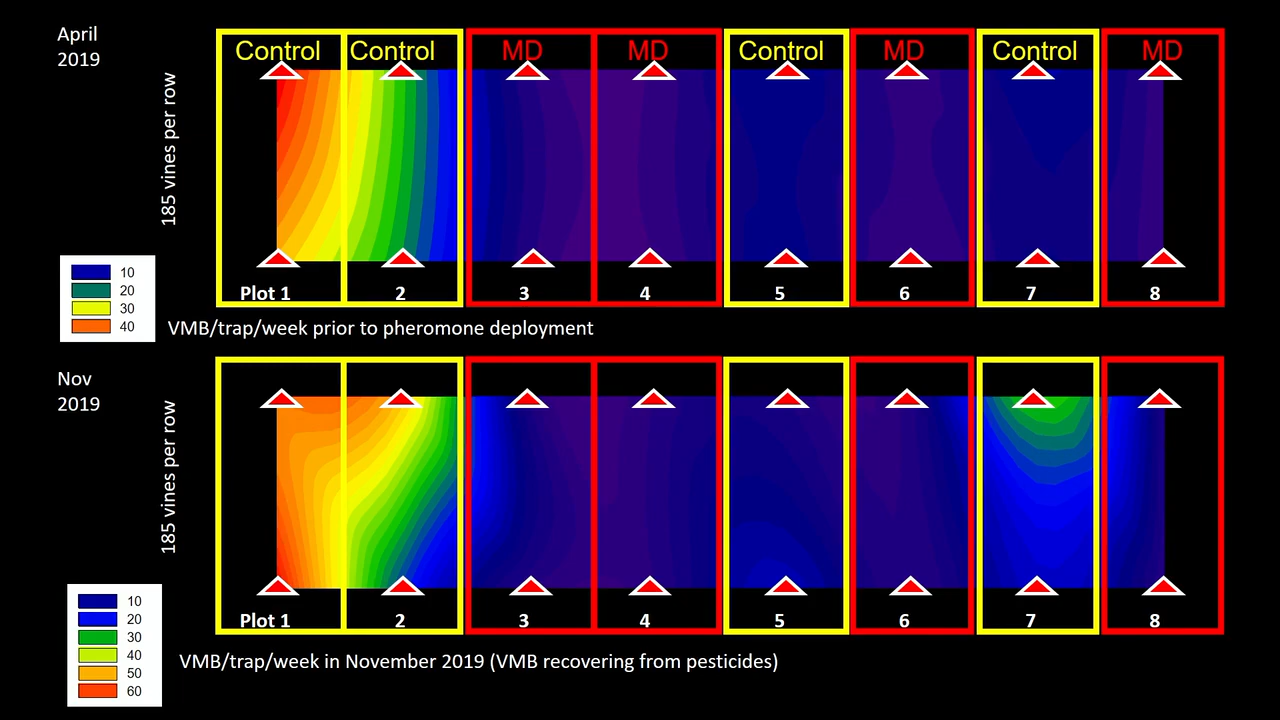 April
2019
185 vines per row
Control Control MD MD Control MD Control MD
Plot 1 2 3 4 5 6 7 8
10
20
30
40
VMB/trap/week prior to pheromone deployment
Nov
2019
185 vines per row
Plot 1 2 3 4 5 6 7 8
10
20
30
40
50
60
VMB/trap/week in November 2019 (VMB recovering from pesticides)